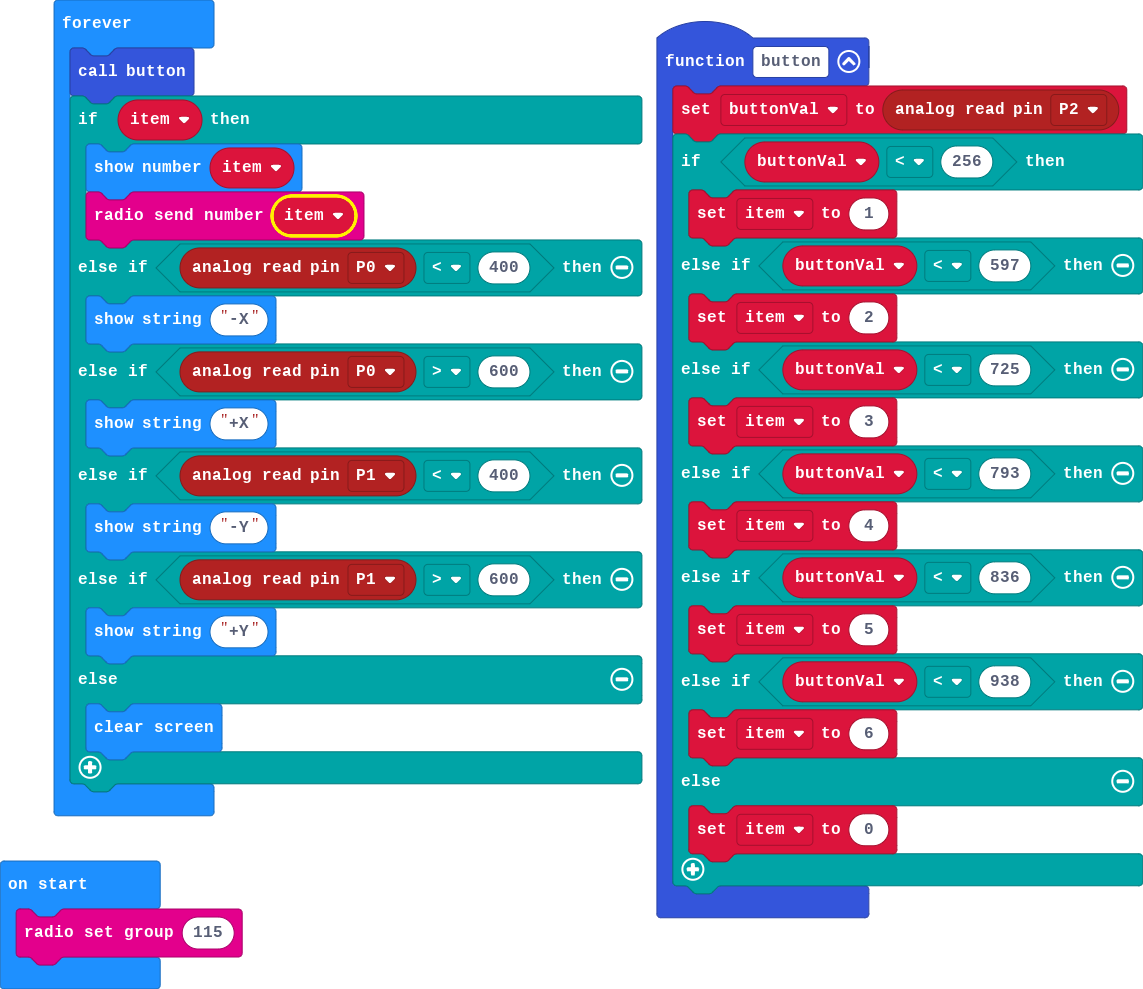 forever
call button
if item then
show number item
radio send number item
else if analog read pin P0 < 400 then
show string "-X"
else if analog read pin P0 > 600 then
show string "+X"
else if analog read pin P1 < 400 then
show string "-Y"
else if analog read pin P1 > 600 then
show string "+Y"
else
clear screen
on start
radio set group 115
function button
set buttonVal to analog read pin P2
if buttonVal < 256 then
set item to 1
else if buttonVal < 597 then
set item to 2
else if buttonVal < 725 then
set item to 3
else if buttonVal < 793 then
set item to 4
else if buttonVal < 836 then
set item to 5
else if buttonVal < 938 then
set item to 6
else
set item to 0